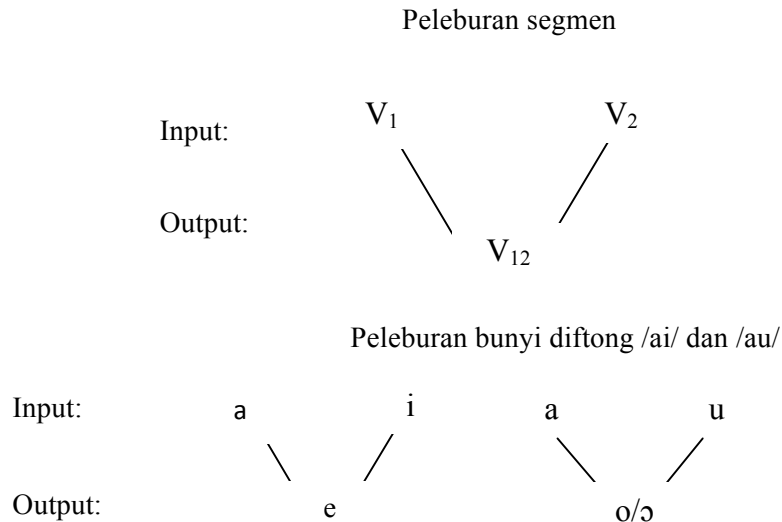 Peleburan segmen
Input: V₁ V₂
Output: V₁₂
Peleburan bunyi diftong /ai/ dan /au/
Input: a i a u
Output: e o/ɔ